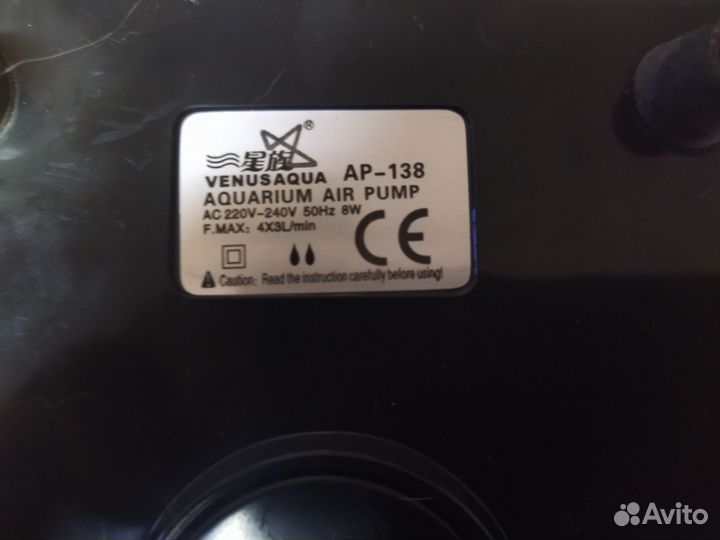 星旗®
VENUSAQUA AP-138
AQUARIUM AIR PUMP
AC 220V-240V 50Hz 8W
F.MAX: 4X3L/min
CE
Caution: Read the instruction carefully before using!
Avito